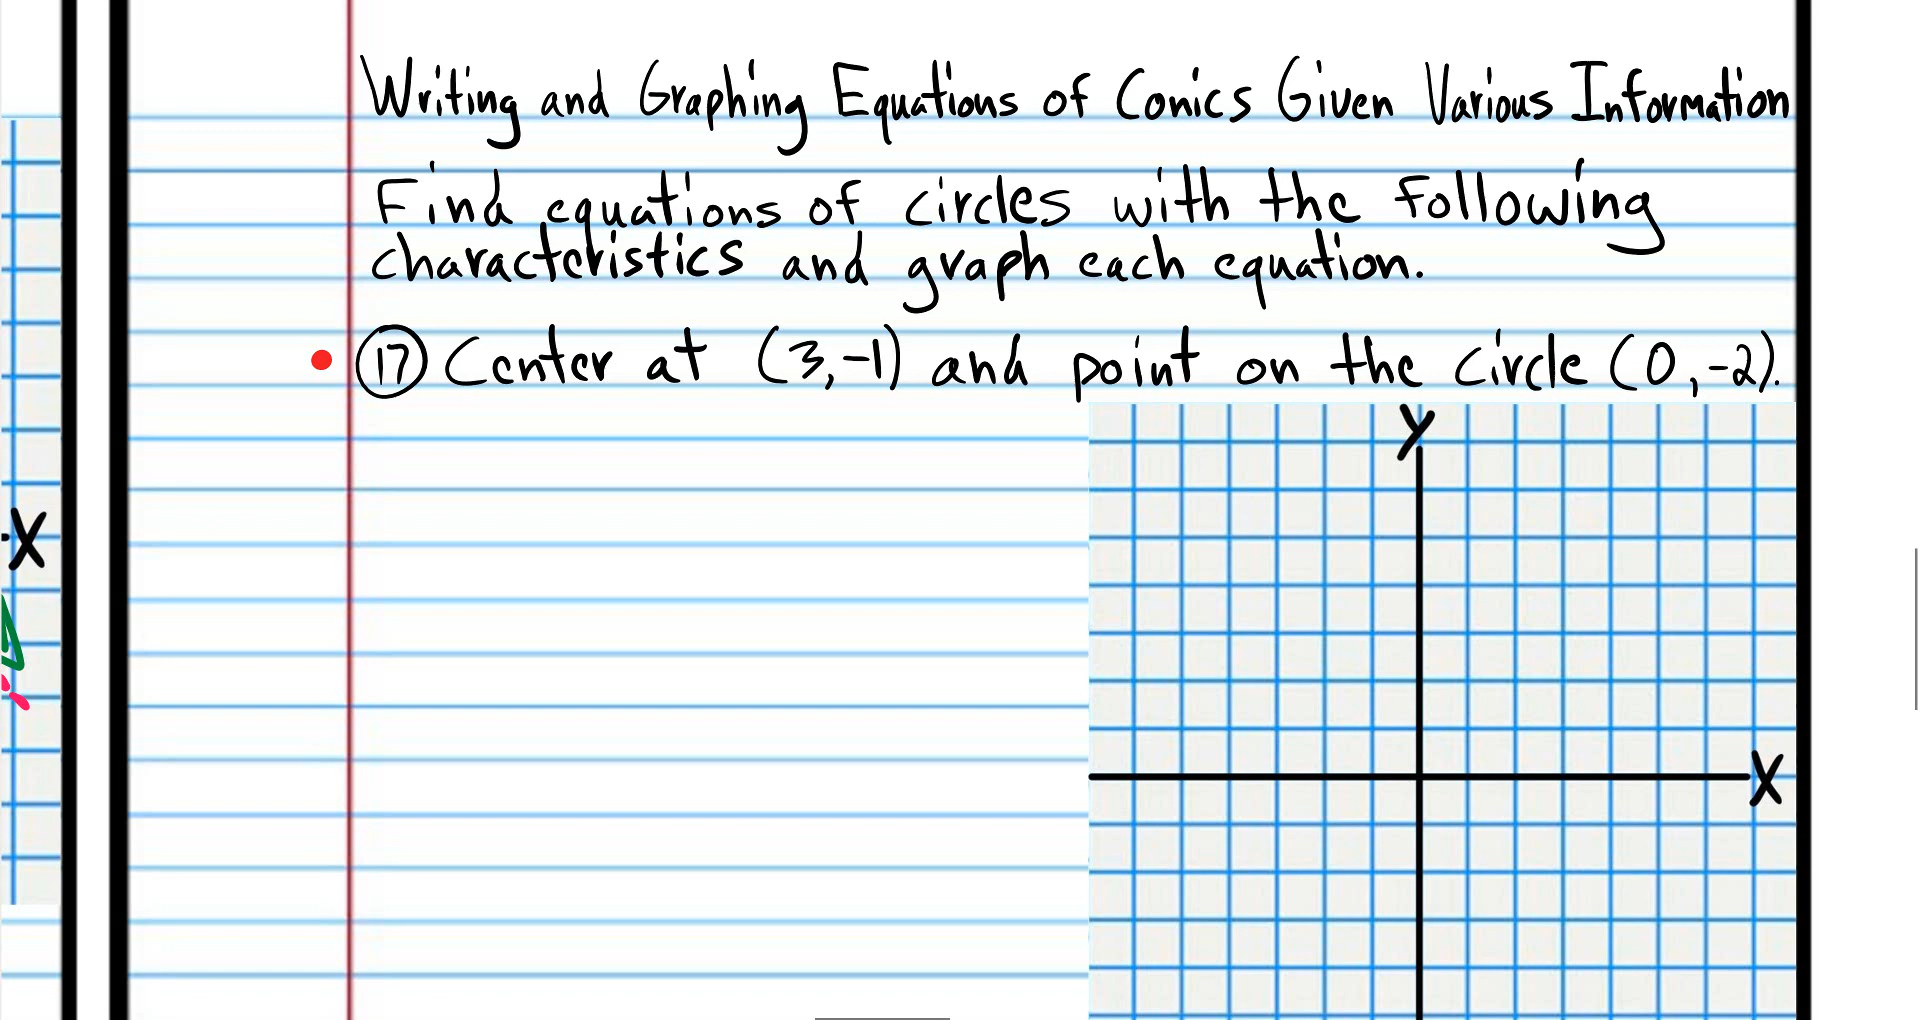 Writing and Graphing Equations of Conics Given Various Information
Find equations of circles with the following
characteristics and graph each equation.
17 Center at (3,-1) and point on the circle (0,-2).
y
x
x